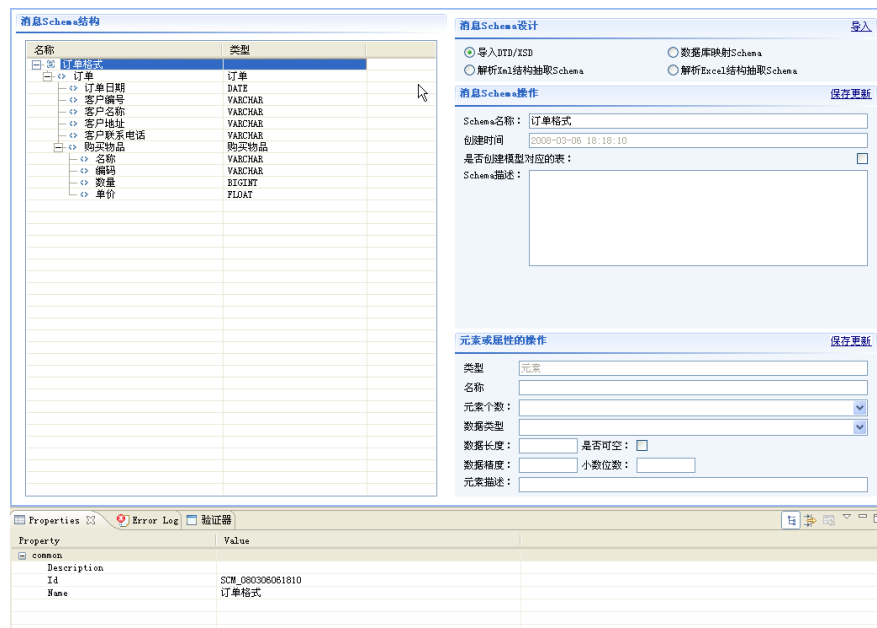 消息Schema结构
名称 类型
订单格式
订单 订单
订单日期 DATE
客户编号 VARCHAR
客户名称 VARCHAR
客户地址 VARCHAR
客户联系电话 VARCHAR
购买物品 购买物品
名称 VARCHAR
编码 VARCHAR
数量 BIGINT
单价 FLOAT
消息Schema设计 导入
导入DTD/XSD 数据库映射Schema
解析Xml结构抽取Schema 解析Excel结构抽取Schema
消息Schema操作 保存更新
Schema名称： 订单格式
创建时间 2008-03-06 18:18:10
是否创建模型对应的表：
Schema描述：
元素或属性的操作 保存更新
类型 元素
名称
元素个数：
数据类型
数据长度： 是否可空：
数据精度： 小数位数：
元素描述：
Properties Error Log 验证器
Property Value
common
Description
Id SCM_080306061810
Name 订单格式